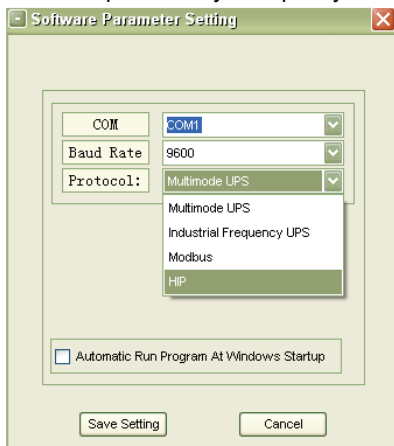 Software Parameter Setting
COM COM1
Baud Rate 9600
Protocol: Multimode UPS
Multimode UPS
Industrial Frequency UPS
Modbus
HIP
Automatic Run Program At Windows Startup
Save Setting Cancel